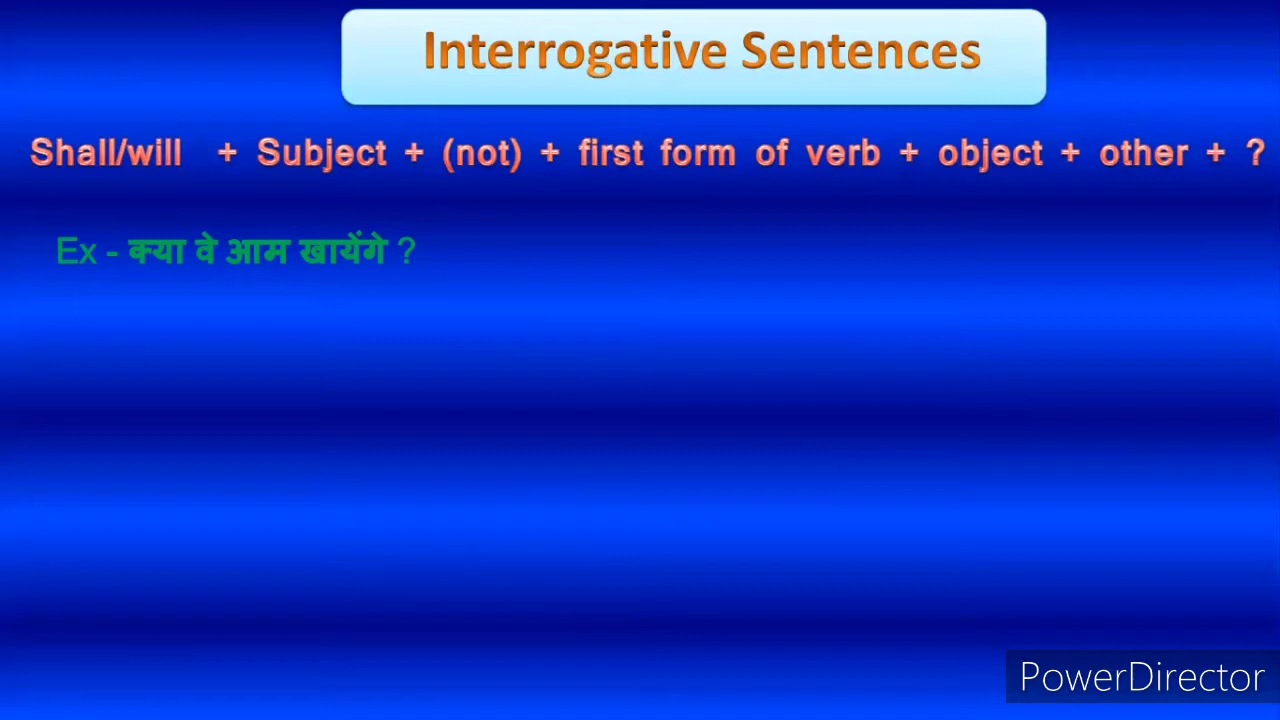 Interrogative Sentences
Shall/will + Subject + (not) + first form of verb + object + other + ?
Ex - क्या वे आम खायेंगे ?
PowerDirector